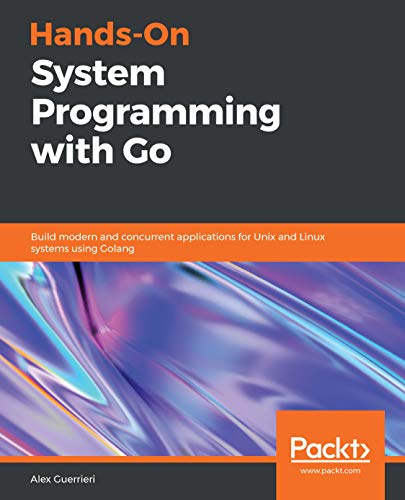 Hands-On
System
Programming
with Go
Build modern and concurrent applications for Unix and Linux
systems using Golang
Packt>
www.packt.com
Alex Guerrieri